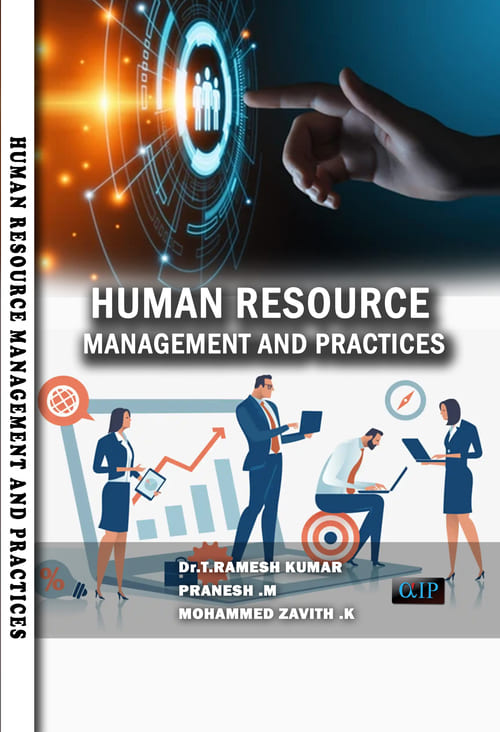 HUMAN RESOURCE MANAGEMENT AND PRACTICES
HUMAN RESOURCE
MANAGEMENT AND PRACTICES
%
Dr.T.RAMESH KUMAR
PRANESH .M
MOHAMMED ZAVITH .K
αIP